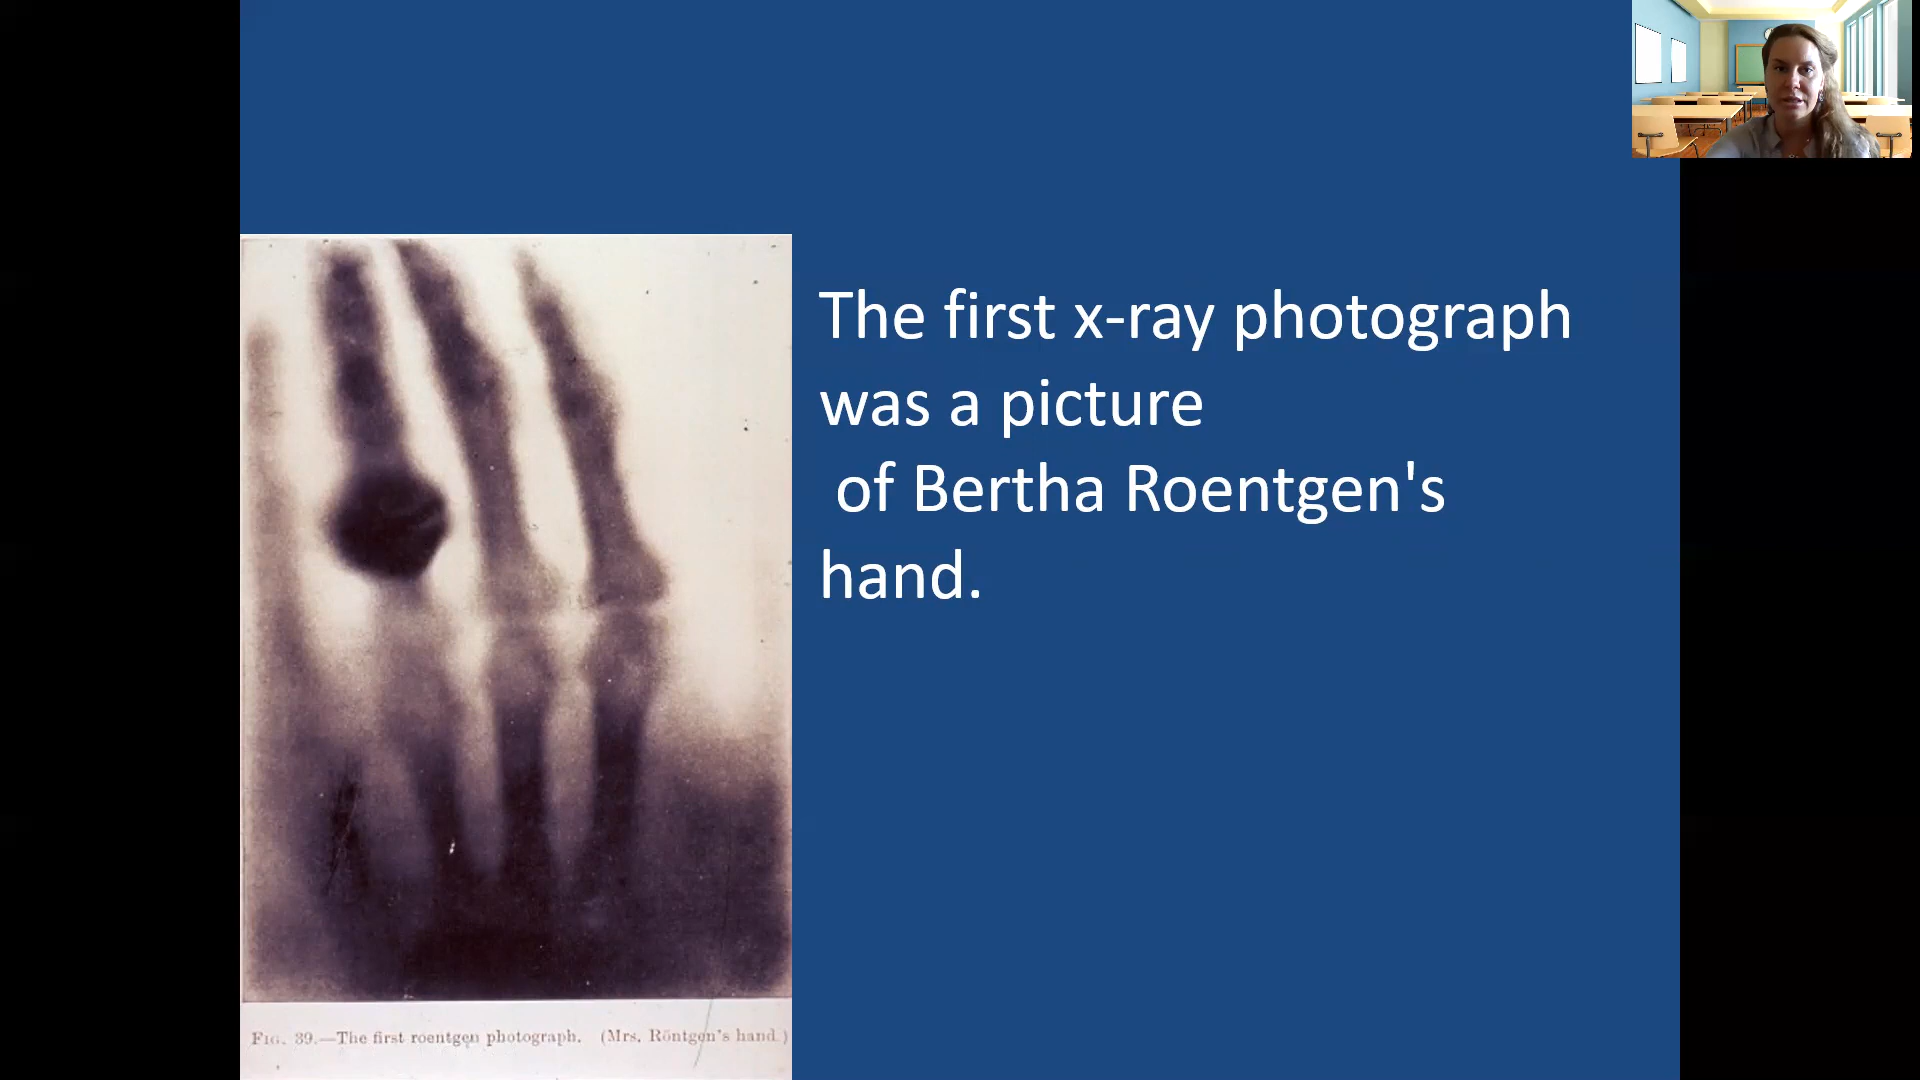 The first x-ray photograph
was a picture
of Bertha Roentgen's
hand.
FIG. 39.—The first roentgen photograph. (Mrs. Röntgen's hand.)